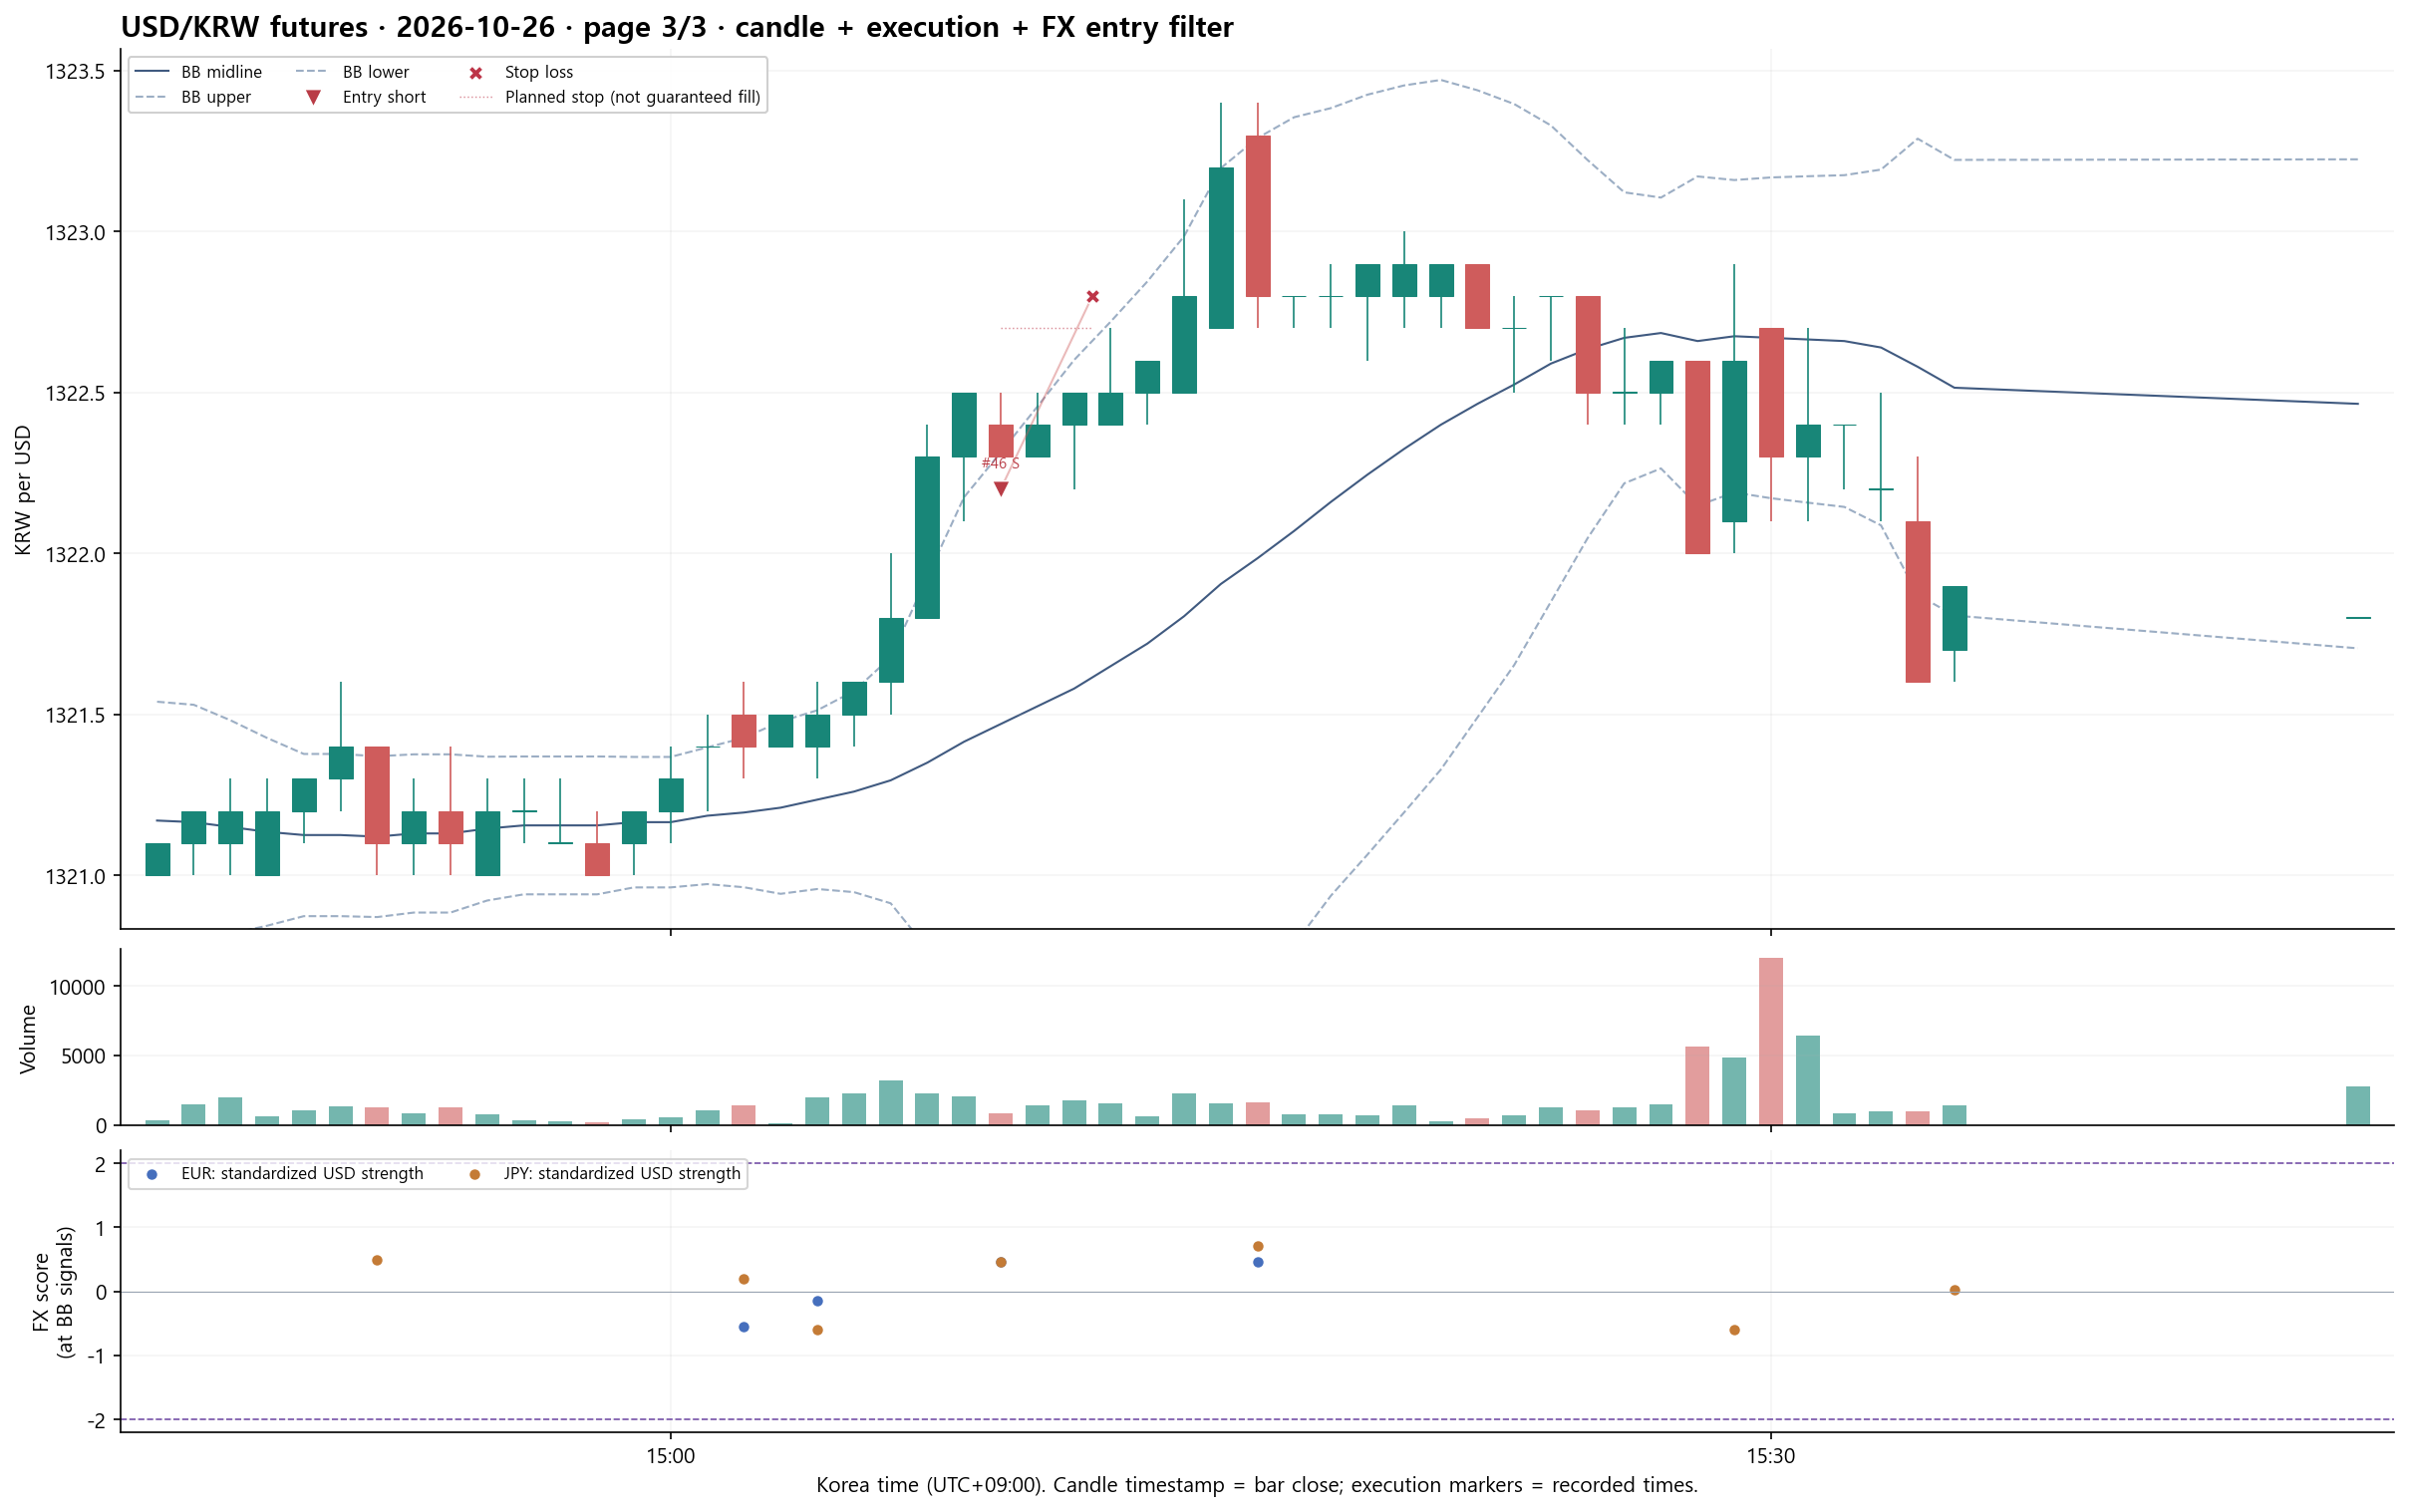 USD/KRW futures · 2026-10-26 · page 3/3 · candle + execution + FX entry filter
BB midline
BB upper
BB lower
Entry short
Stop loss
Planned stop (not guaranteed fill)
KRW per USD
1323.5
1323.0
1322.5
1322.0
1321.5
1321.0
#46 S
Volume
10000
5000
0
EUR: standardized USD strength
JPY: standardized USD strength
FX score
(at BB signals)
2
1
0
-1
-2
15:00
15:30
Korea time (UTC+09:00). Candle timestamp = bar close; execution markers = recorded times.